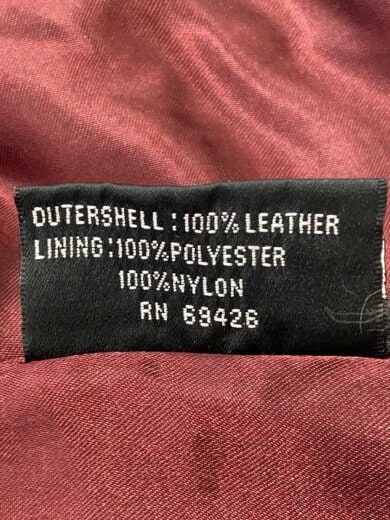 OUTERSHELL:100% LEATHER
LINING:100%POLYESTER
100%NYLON
RN 69426